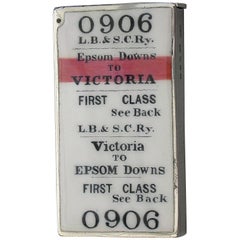 0906
L.B.& S.C.Ry.
Epsom Downs
TO
VICTORIA
FIRST CLASS
See Back
L.B.& S.C.Ry.
Victoria
TO
EPSOM Downs
FIRST CLASS
See Back
0906